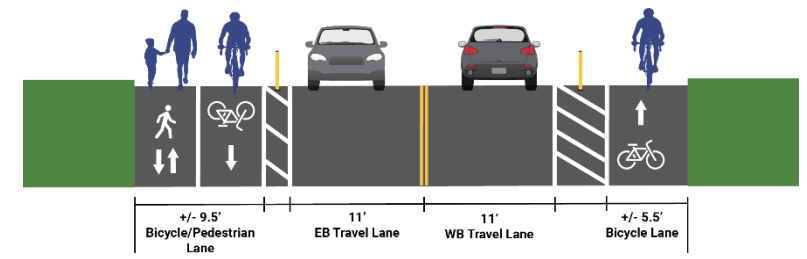 +/- 9.5’
Bicycle/Pedestrian
Lane
11’
EB Travel Lane
11’
WB Travel Lane
+/- 5.5’
Bicycle Lane